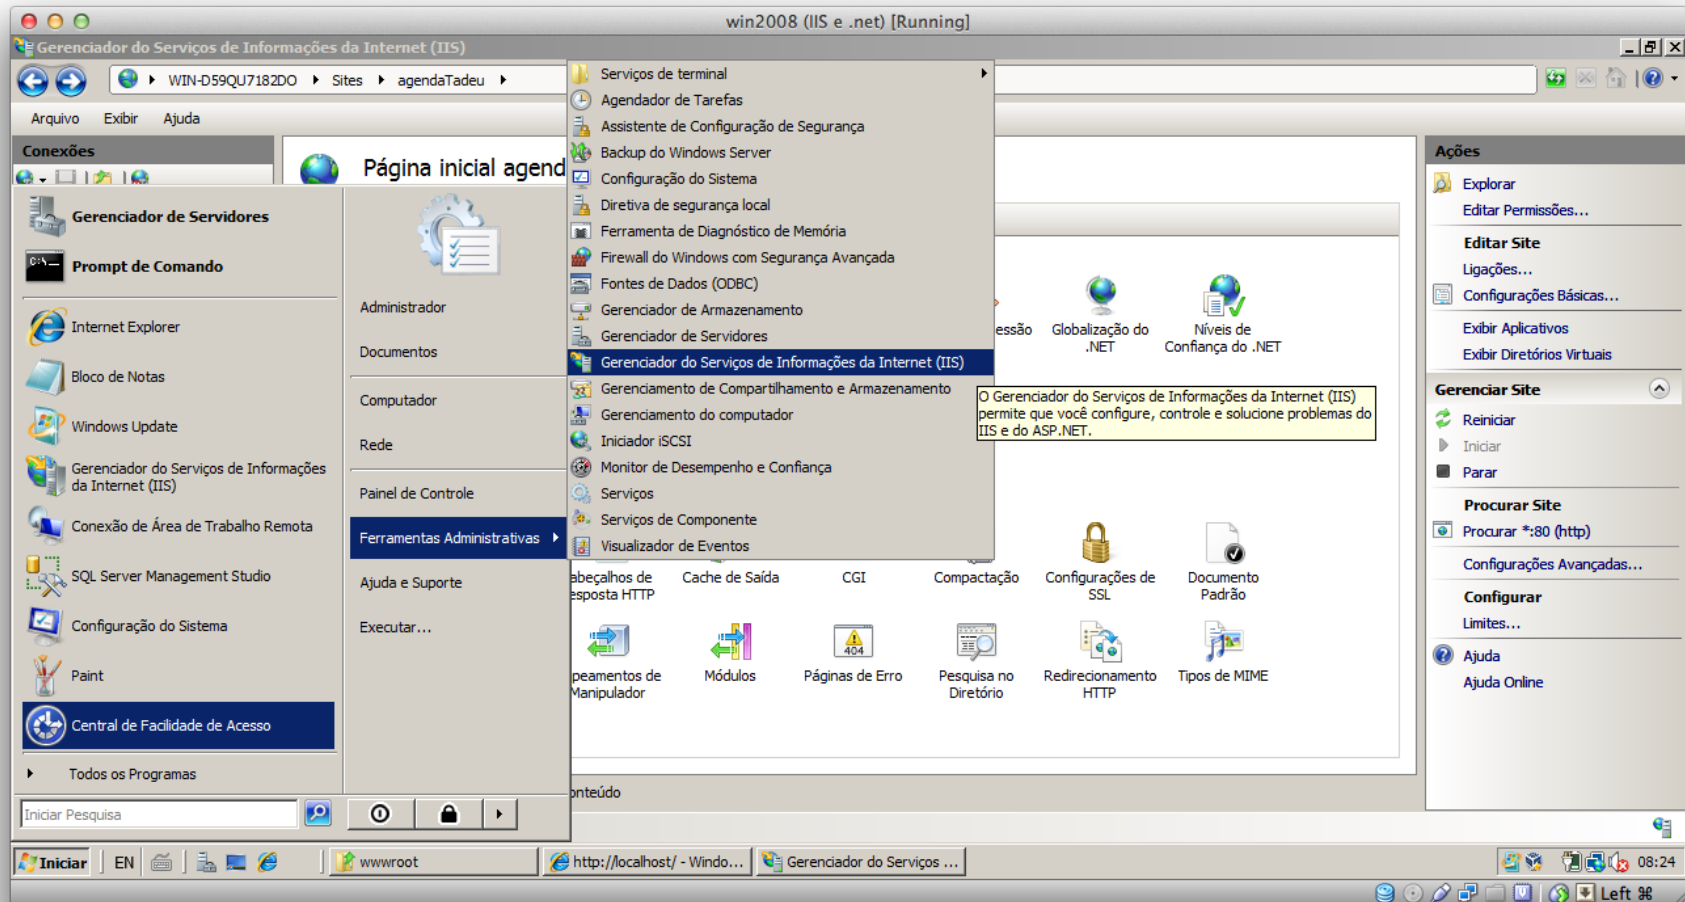 win2008 (IIS e .net) [Running]
Gerenciador do Serviços de Informações da Internet (IIS)
WIN-D59QU7182DO
Sites
agendaTadeu
Arquivo
Exibir
Ajuda
Conexões
Página inicial agend
Gerenciador de Servidores
Prompt de Comando
Internet Explorer
Bloco de Notas
Windows Update
Gerenciador do Serviços de Informações
da Internet (IIS)
Conexão de Área de Trabalho Remota
SQL Server Management Studio
Configuração do Sistema
Paint
Central de Facilidade de Acesso
Todos os Programas
Iniciar Pesquisa
Administrador
Documentos
Computador
Rede
Painel de Controle
Ferramentas Administrativas
Ajuda e Suporte
Executar...
Serviços de terminal
Agendador de Tarefas
Assistente de Configuração de Segurança
Backup do Windows Server
Configuração do Sistema
Diretiva de segurança local
Ferramenta de Diagnóstico de Memória
Firewall do Windows com Segurança Avançada
Fontes de Dados (ODBC)
Gerenciador de Armazenamento
Gerenciador de Servidores
Gerenciador do Serviços de Informações da Internet (IIS)
Gerenciamento de Compartilhamento e Armazenamento
Gerenciamento do computador
Iniciador iSCSI
Monitor de Desempenho e Confiança
Serviços
Serviços de Componente
Visualizador de Eventos
O Gerenciador do Serviços de Informações da Internet (IIS)
permite que você configure, controle e solucione problemas do
IIS e do ASP.NET.
essão
Globalização do
.NET
Níveis de
Confiança do .NET
abeçalhos de
esposta HTTP
Cache de Saída
CGI
Compactação
Configurações de
SSL
Documento
Padrão
peamentos de
Manipulador
Módulos
404
Páginas de Erro
Pesquisa no
Diretório
Redirecionamento
HTTP
Tipos de MIME
onteúdo
Ações
Explorar
Editar Permissões...
Editar Site
Ligações...
Configurações Básicas...
Exibir Aplicativos
Exibir Diretórios Virtuais
Gerenciar Site
Reiniciar
Iniciar
Parar
Procurar Site
Procurar *:80 (http)
Configurações Avançadas...
Configurar
Limites...
Ajuda
Ajuda Online
Iniciar
EN
wwwroot
http://localhost/ - Windo...
Gerenciador do Serviços ...
08:24
Left ⌘